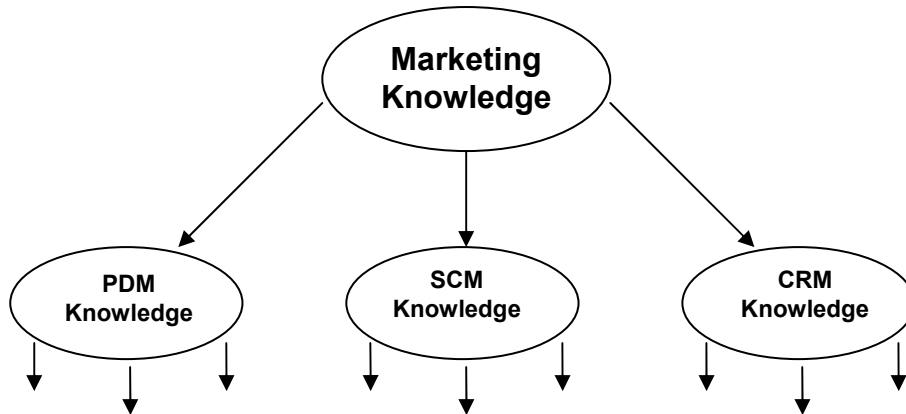 Marketing
Knowledge
PDM
Knowledge
SCM
Knowledge
CRM
Knowledge